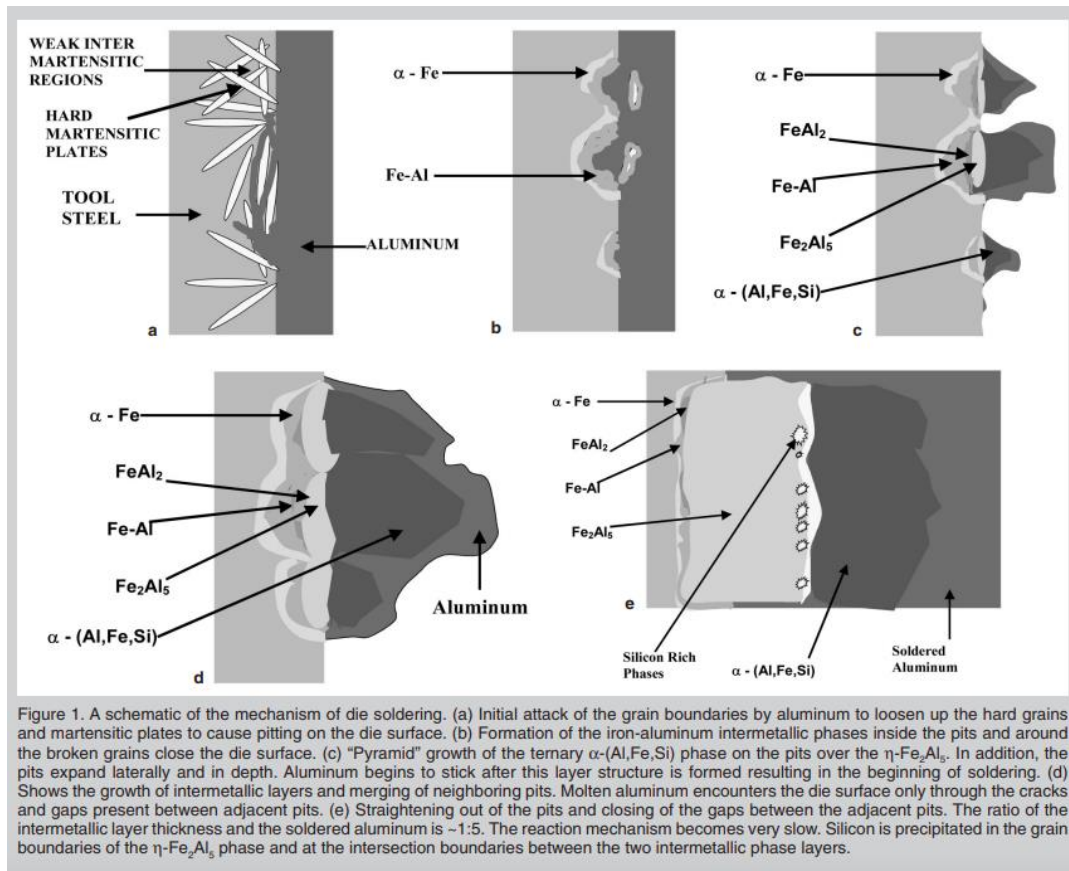 WEAK INTER
MARTENSITIC
REGIONS
HARD
MARTENSITIC
PLATES
TOOL
STEEL
ALUMINUM
a
α - Fe
Fe-Al
b
α - Fe
FeAl₂
Fe-Al
Fe₂Al₅
α - (Al,Fe,Si)
c
α - Fe
FeAl₂
Fe-Al
Fe₂Al₅
α - (Al,Fe,Si)
Aluminum
d
α - Fe
FeAl₂
Fe-Al
Fe₂Al₅
e
Silicon Rich
Phases
α - (Al,Fe,Si)
Soldered
Aluminum
Figure 1. A schematic of the mechanism of die soldering. (a) Initial attack of the grain boundaries by aluminum to loosen up the hard grains
and martensitic plates to cause pitting on the die surface. (b) Formation of the iron-aluminum intermetallic phases inside the pits and around
the broken grains close the die surface. (c) “Pyramid” growth of the ternary α-(Al,Fe,Si) phase on the pits over the η-Fe₂Al₅. In addition, the
pits expand laterally and in depth. Aluminum begins to stick after this layer structure is formed resulting in the beginning of soldering. (d)
Shows the growth of intermetallic layers and merging of neighboring pits. Molten aluminum encounters the die surface only through the cracks
and gaps present between adjacent pits. (e) Straightening out of the pits and closing of the gaps between the adjacent pits. The ratio of the
intermetallic layer thickness and the soldered aluminum is ~1:5. The reaction mechanism becomes very slow. Silicon is precipitated in the grain
boundaries of the η-Fe₂Al₅ phase and at the intersection boundaries between the two intermetallic phase layers.